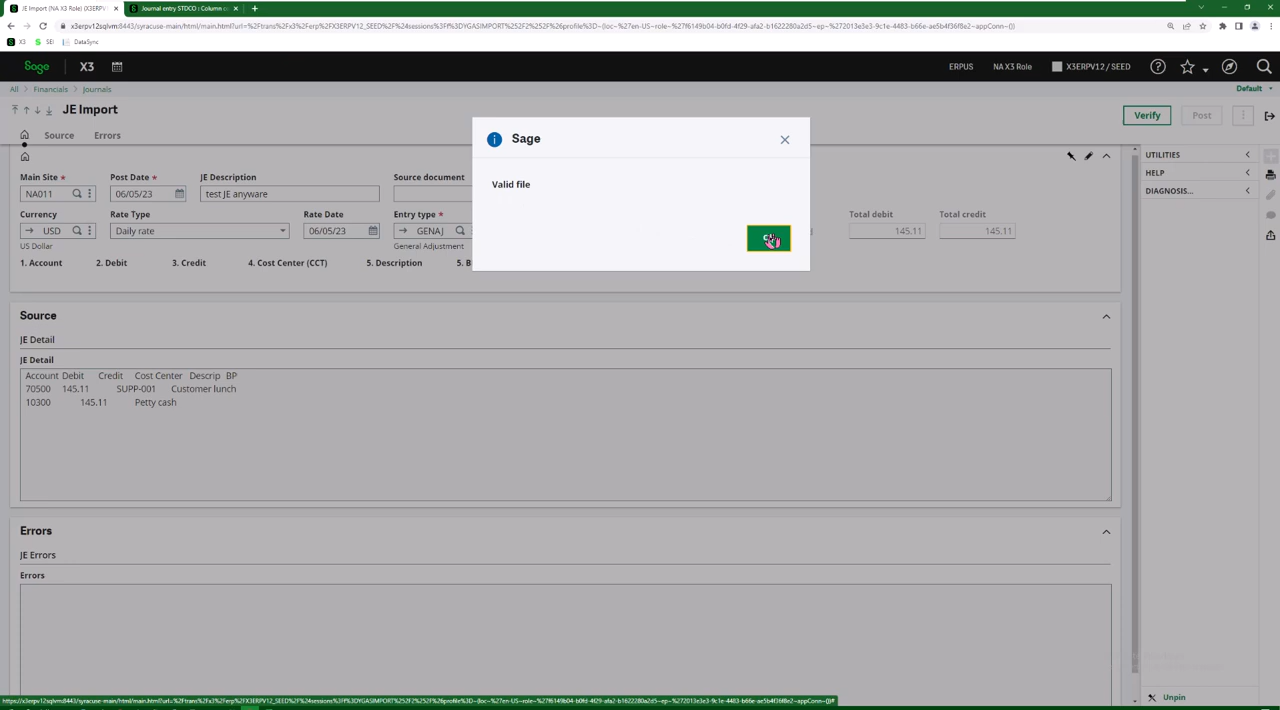 JE Import (NA X3 Role) (X3ERPV12
Journal entry STDCO : Column
x3erpv12sqlvm:8443/syracuse-main/html/main.html?url=%2Ftrans%2Fx3%2Ferp%2FX3ERPV12_SEED%2F%24sessions%3Ff%3DYGASIMPORT%252F2%252F%252F%26profile%3D~(loc~%27en-US~role~%27f6149b04-b0fd-4f29-afa2-b1622280a2d5~ep~%272013e3e3-9c1e-4483-b66e-ae5b4f36f8e2~appConn~())
X3
SEI
DataSync
Sage
X3
ERPUS
NA X3 Role
X3ERPV12 / SEED
All
Financials
Journals
Default
JE Import
Verify
Post
Source
Errors
Sage
Valid file
UTILITIES
HELP
DIAGNOSIS...
Main Site *
Post Date *
JE Description
Source document
NA011
06/05/23
test JE anyware
Currency
Rate Type
Rate Date
Entry type *
Total debit
Total credit
USD
Daily rate
06/05/23
GENAJ
145.11
145.11
US Dollar
General Adjustment
1. Account
2. Debit
3. Credit
4. Cost Center (CCT)
5. Description
Source
JE Detail
JE Detail
Account Debit Credit Cost Center Descrip BP
70500 145.11 SUPP-001 Customer lunch
10300 145.11 Petty cash
Errors
JE Errors
Errors
Unpin